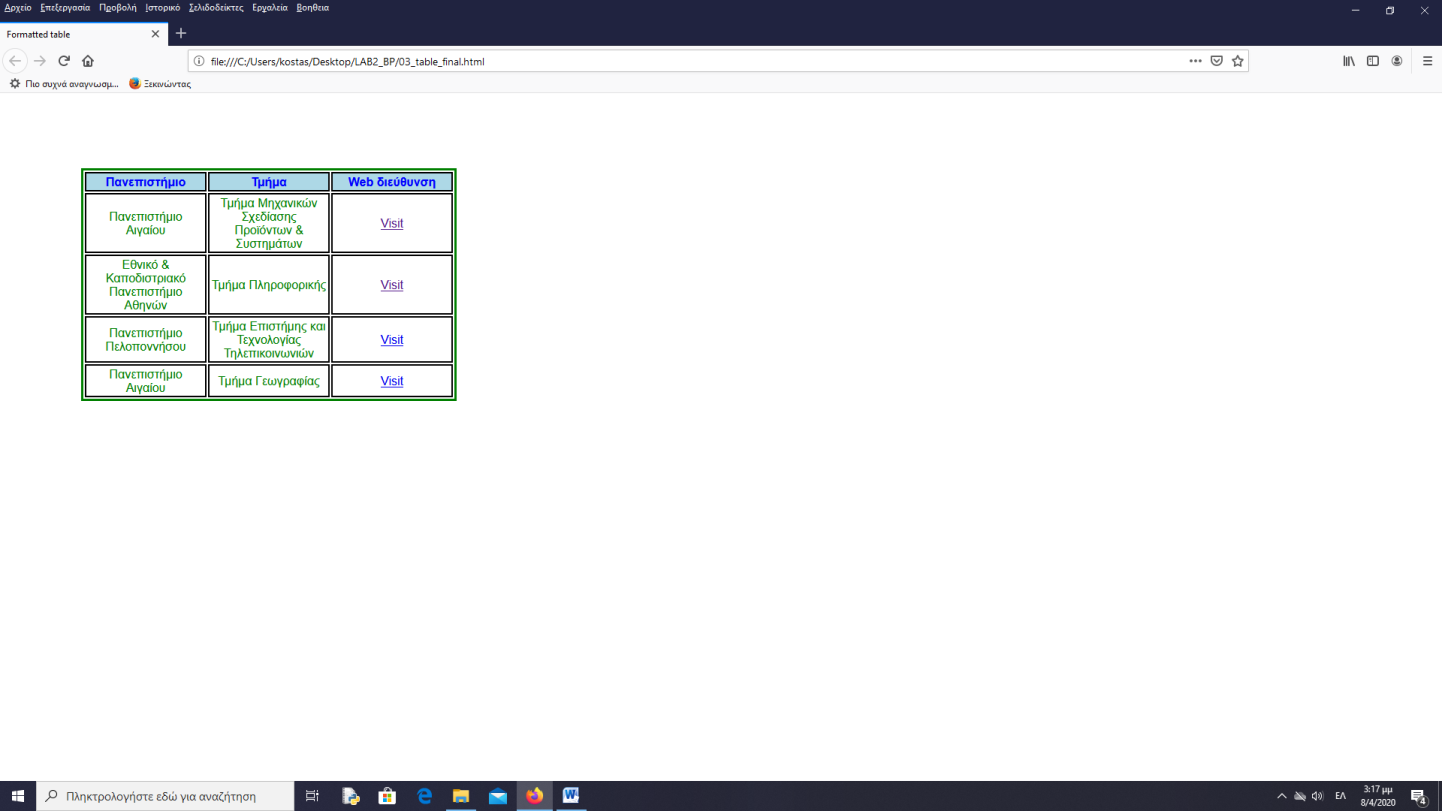 Αρχείο Επεξεργασία Προβολή Ιστορικό Σελιδοδείκτες Εργαλεία Βοηθεια
Formatted table
file:///C:/Users/kostas/Desktop/LAB2_BP/03_table_final.html
Πιο συχνά αναγνωσμ... Ξεκινώντας
Πανεπιστήμιο Τμήμα Web διεύθυνση
Πανεπιστήμιο
Αιγαίου
Τμήμα Μηχανικών
Σχεδίασης
Προϊόντων &
Συστημάτων
Visit
Εθνικό &
Καποδιστριακό
Πανεπιστήμιο
Αθηνών
Τμήμα Πληροφορικής
Visit
Πανεπιστήμιο
Πελοποννήσου
Τμήμα Επιστήμης και
Τεχνολογίας
Τηλεπικοινωνιών
Visit
Πανεπιστήμιο
Αιγαίου
Τμήμα Γεωγραφίας
Visit
Πληκτρολογήστε εδώ για αναζήτηση
ΕΛ
3:17 μμ
8/4/2020
4